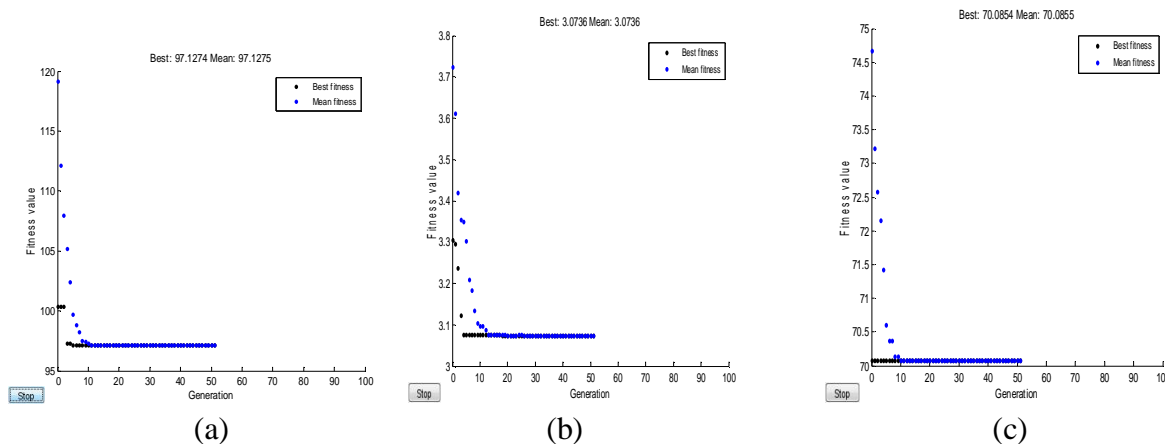 Best: 97.1274 Mean: 97.1275
120
115
110
105
100
95
Fitness value
Best fitness
Mean fitness
0 10 20 30 40 50 60 70 80 90 100
Generation
Stop
(a)
Best: 3.0736 Mean: 3.0736
3.8
3.7
3.6
3.5
3.4
3.3
3.2
3.1
3
Fitness value
Best fitness
Mean fitness
0 10 20 30 40 50 60 70 80 90 100
Generation
Stop
(b)
Best: 70.0854 Mean: 70.0855
75
74.5
74
73.5
73
72.5
72
71.5
71
70.5
70
Fitness value
Best fitness
Mean fitness
0 10 20 30 40 50 60 70 80 90
Generation
Stop
(c)